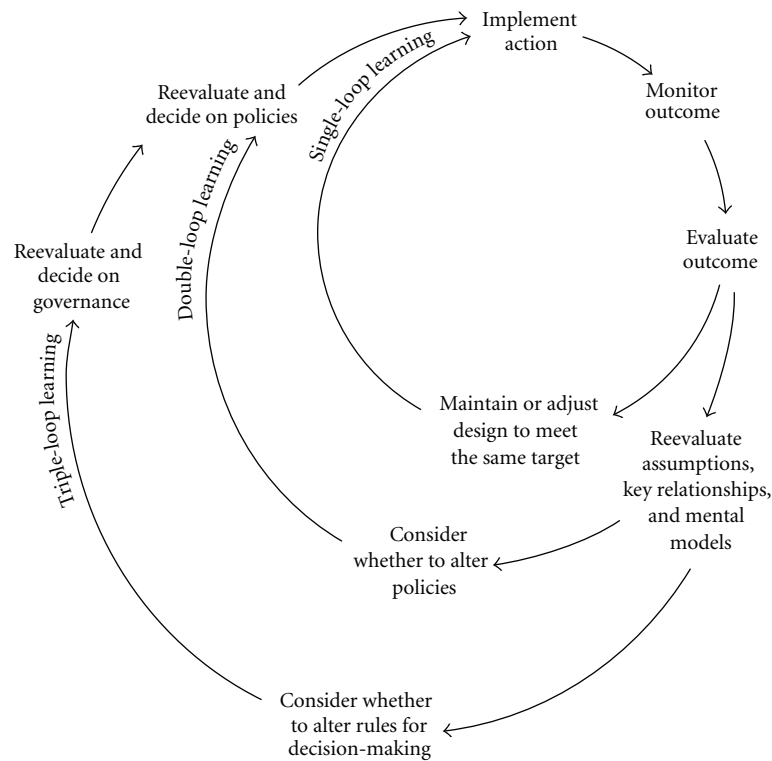 Implement
action
Monitor
outcome
Evaluate
outcome
Maintain or adjust
design to meet
the same target
Single-loop learning
Reevaluate
assumptions,
key relationships,
and mental
models
Consider
whether to alter
policies
Double-loop learning
Reevaluate and
decide on policies
Consider whether
to alter rules for
decision-making
Triple-loop learning
Reevaluate and
decide on
governance